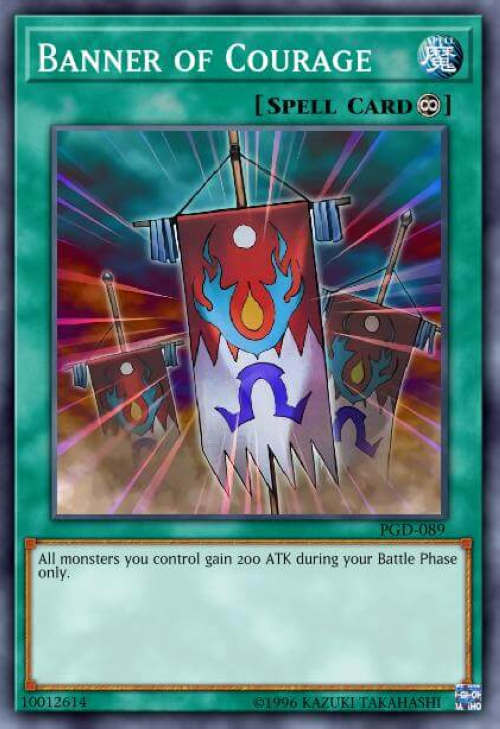 BANNER OF COURAGE
魔
[SPELL CARD]
PGD-089
All monsters you control gain 200 ATK during your Battle Phase
only.
10012614
©1996 KAZUKI TAKAHASHI